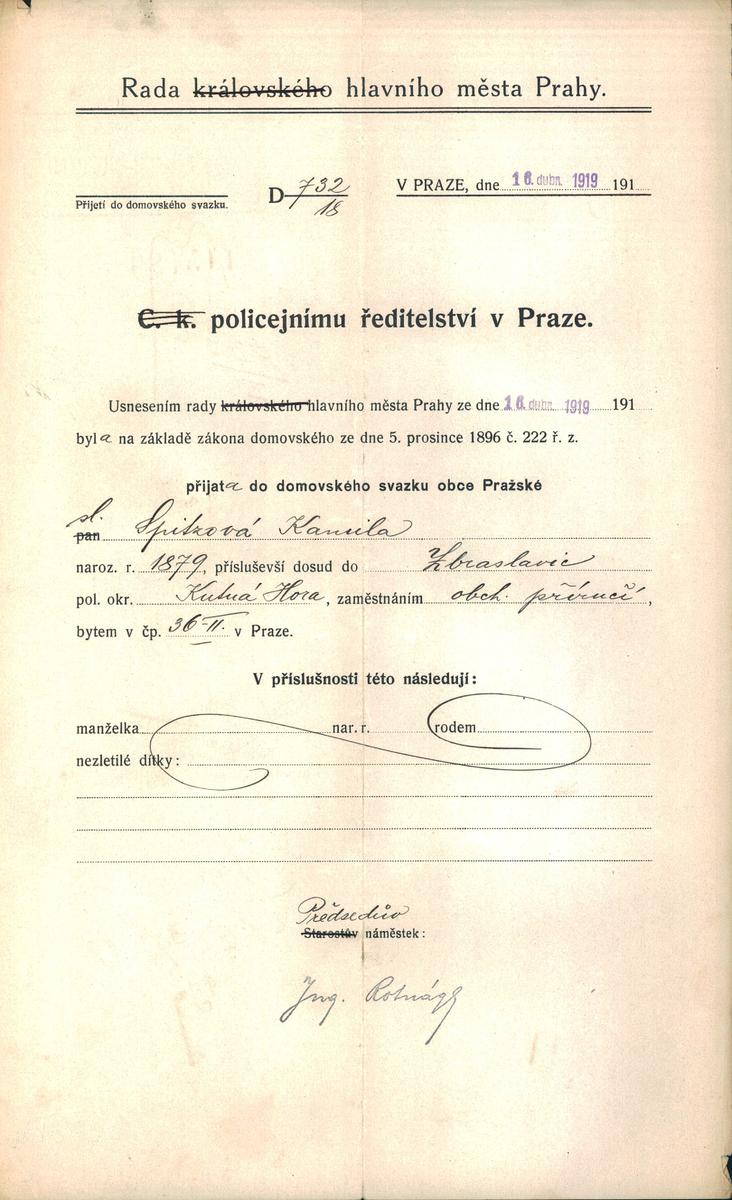 Rada královského hlavního města Prahy.
Přijetí do domovského svazku.
D 732/18
V PRAZE, dne 16. dubn. 1919 191
C. k. policejnímu ředitelství v Praze.
Usnesením rady královského hlavního města Prahy ze dne 16. dubn. 1919 191
byla na základě zákona domovského ze dne 5. prosince 1896 č. 222 ř. z.
přijata do domovského svazku obce Pražské
sl.
pan Spitzová Kamila
naroz. r. 1879, přísluševší dosud do Zbraslavic
pol. okr. Kutná Hora, zaměstnáním obch. příručí,
bytem v čp. 36-II. v Praze.
V příslušnosti této následují:
manželka nar. r. rodem
nezletilé dítky:
Předsedův
Starostův náměstek:
Ing. Rotnágl